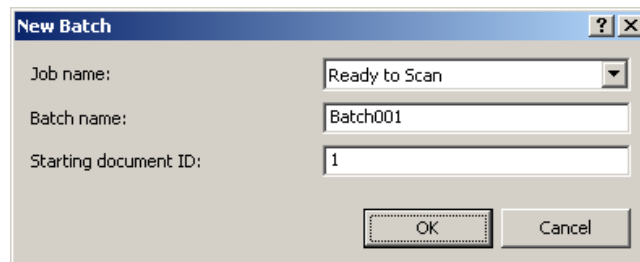 New Batch
Job name: Ready to Scan
Batch name: Batch001
Starting document ID: 1
OK Cancel